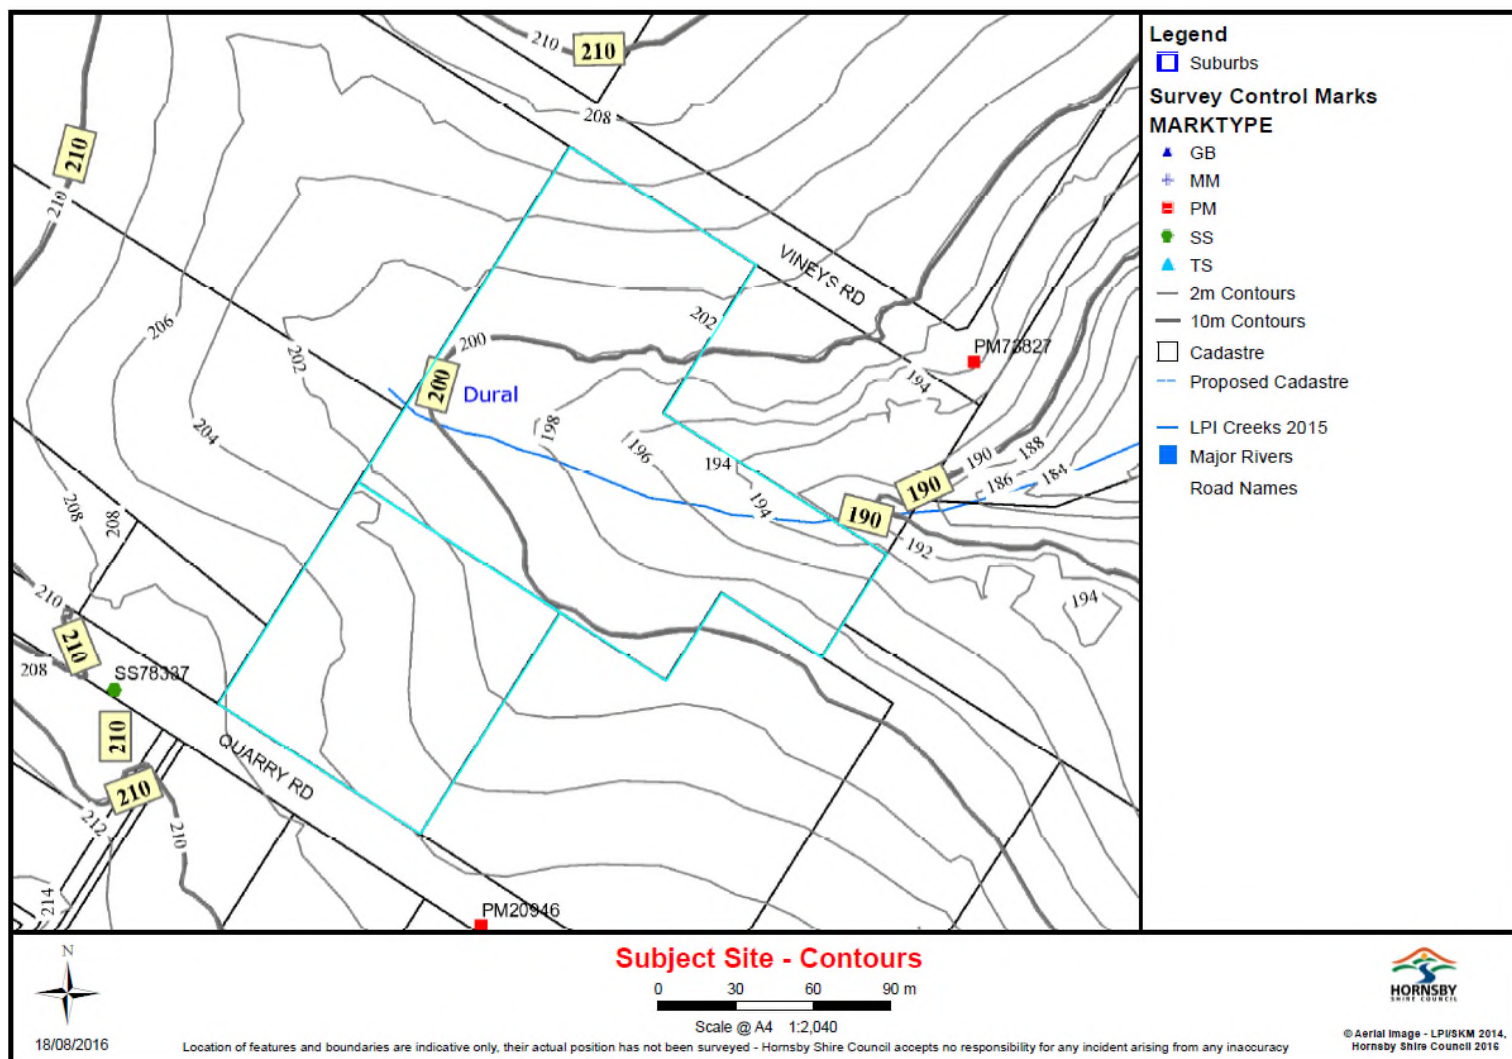 210
210
208
210
210
206
202
204
208
208
210
210
208
SS78337
210
210
212
210
214
QUARRY RD
PM20946
VINEYS RD
202
200
200
Dural
198
196
194
194
194
PM73827
190
190
190
188
186
184
192
194
Legend
Suburbs
Survey Control Marks
MARKTYPE
GB
MM
PM
SS
TS
2m Contours
10m Contours
Cadastre
Proposed Cadastre
LPI Creeks 2015
Major Rivers
Road Names
N
18/08/2016
Subject Site - Contours
0 30 60 90 m
Scale @ A4 1:2,040
Location of features and boundaries are indicative only, their actual position has not been surveyed - Hornsby Shire Council accepts no responsibility for any incident arising from any inaccuracy
HORNSBY
SHIRE COUNCIL
© Aerial Image - LPI/SKM 2014,
Hornsby Shire Council 2016